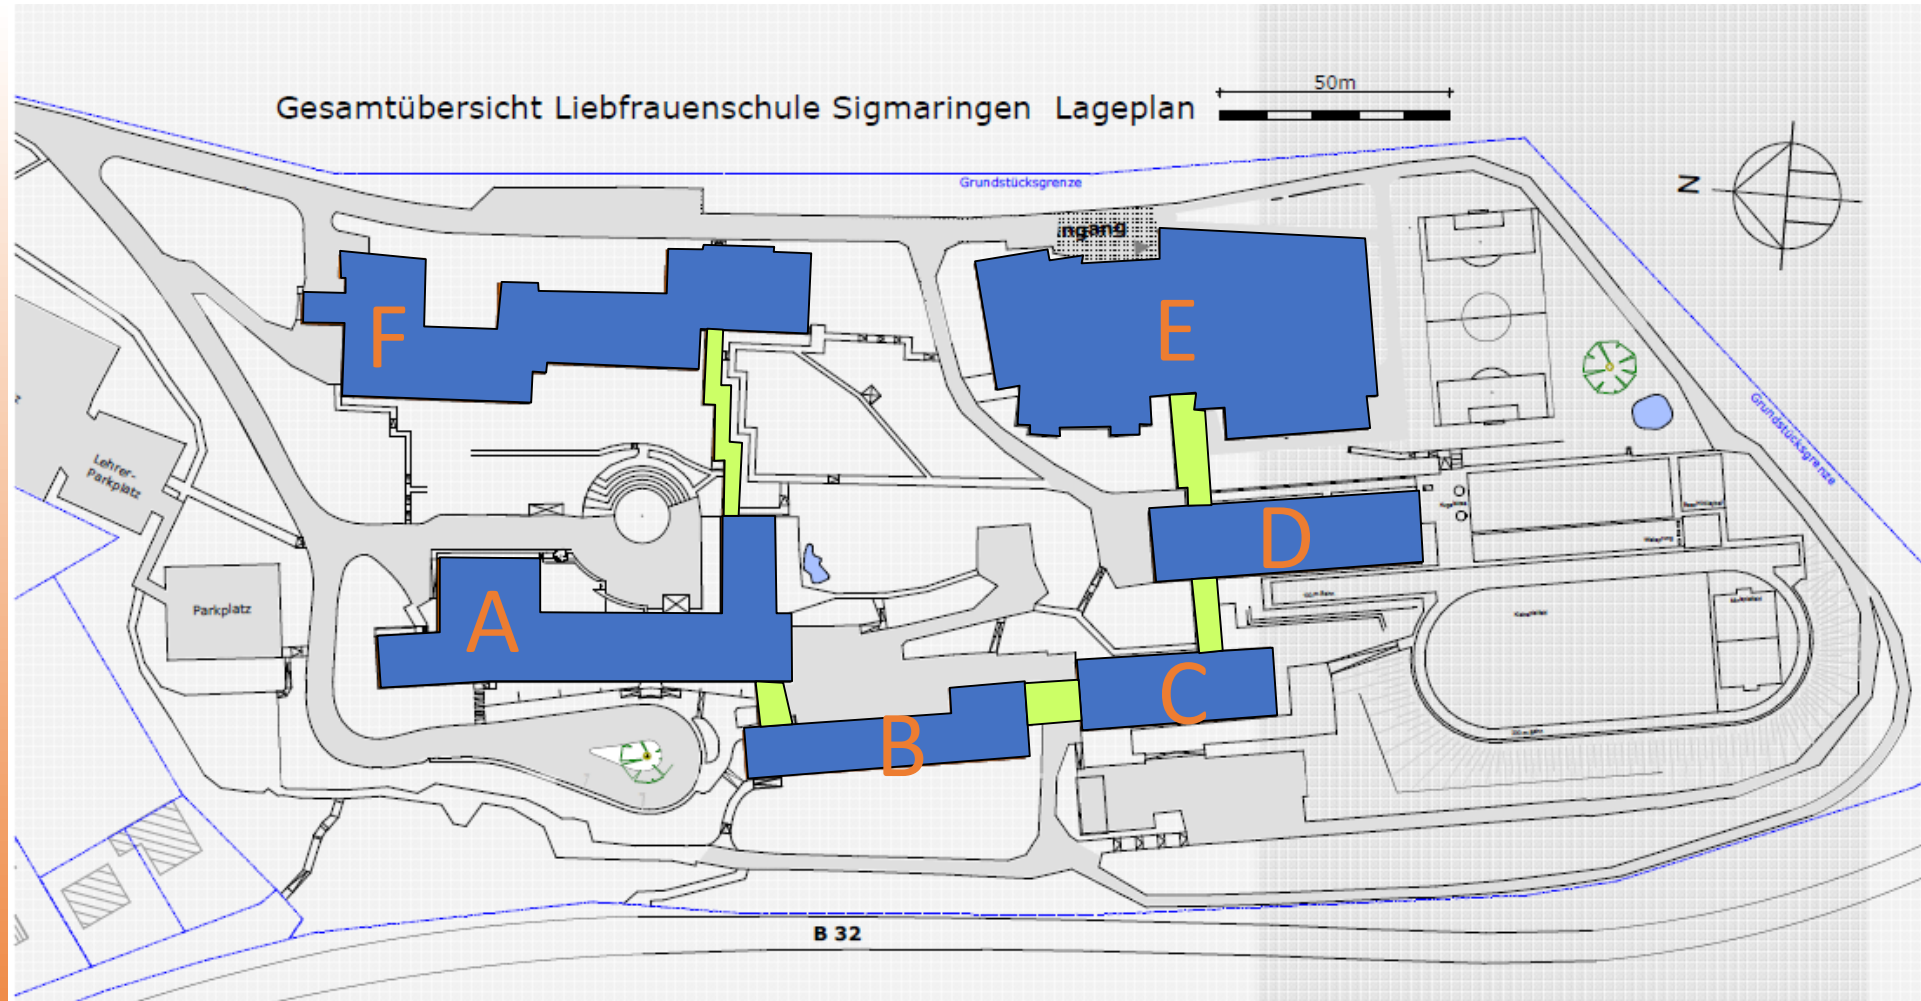 50m
Gesamtübersicht Liebfrauenschule Sigmaringen Lageplan
Grundstücksgrenze
N
ngang
F
E
Grundstücksgrenze
Lehrer-
Parkplatz
D
A
Parkplatz
C
B
B 32